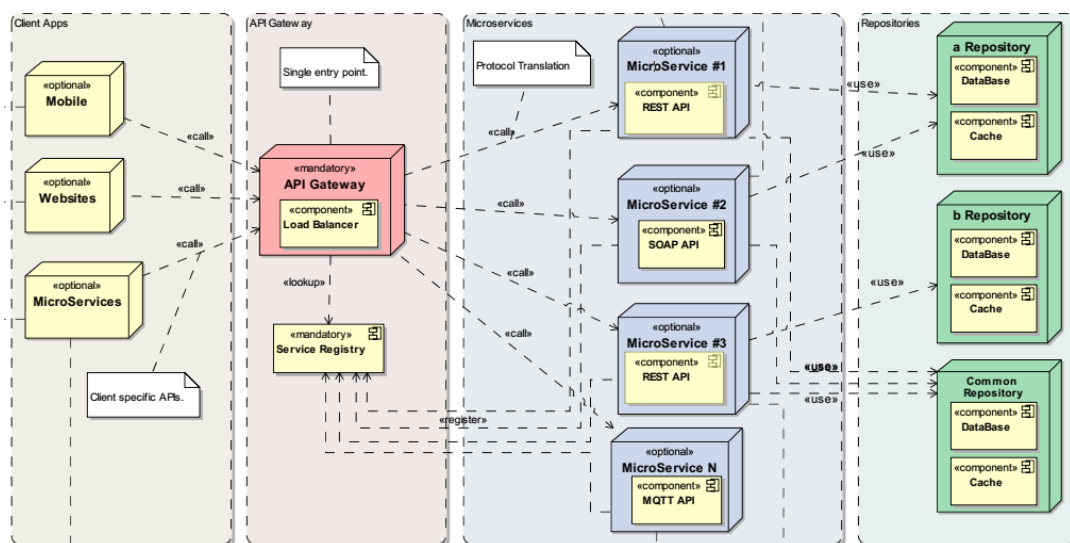 Client Apps
«optional»
Mobile
«optional»
Websites
«optional»
MicroServices
Client specific APIs.
«call»
«call»
«call»
API Gateway
Single entry point.
«mandatory»
API Gateway
«component»
Load Balancer
«lookup»
«mandatory»
Service Registry
«register»
Microservices
Protocol Translation
«call»
«call»
«call»
«call»
«optional»
MicroService #1
«component»
REST API
«optional»
MicroService #2
«component»
SOAP API
«optional»
MicroService #3
«component»
REST API
«optional»
MicroService N
«component»
MQTT API
«use»
«use»
«use»
«use»
«use»
Repositories
a Repository
«component»
DataBase
«component»
Cache
b Repository
«component»
DataBase
«component»
Cache
Common
Repository
«component»
DataBase
«component»
Cache